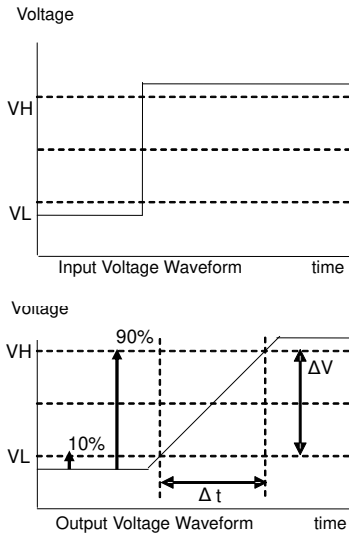 Voltage
VH
VL
Input Voltage Waveform time
Voltage
90%
VH
ΔV
10%
VL
Δ t
Output Voltage Waveform time